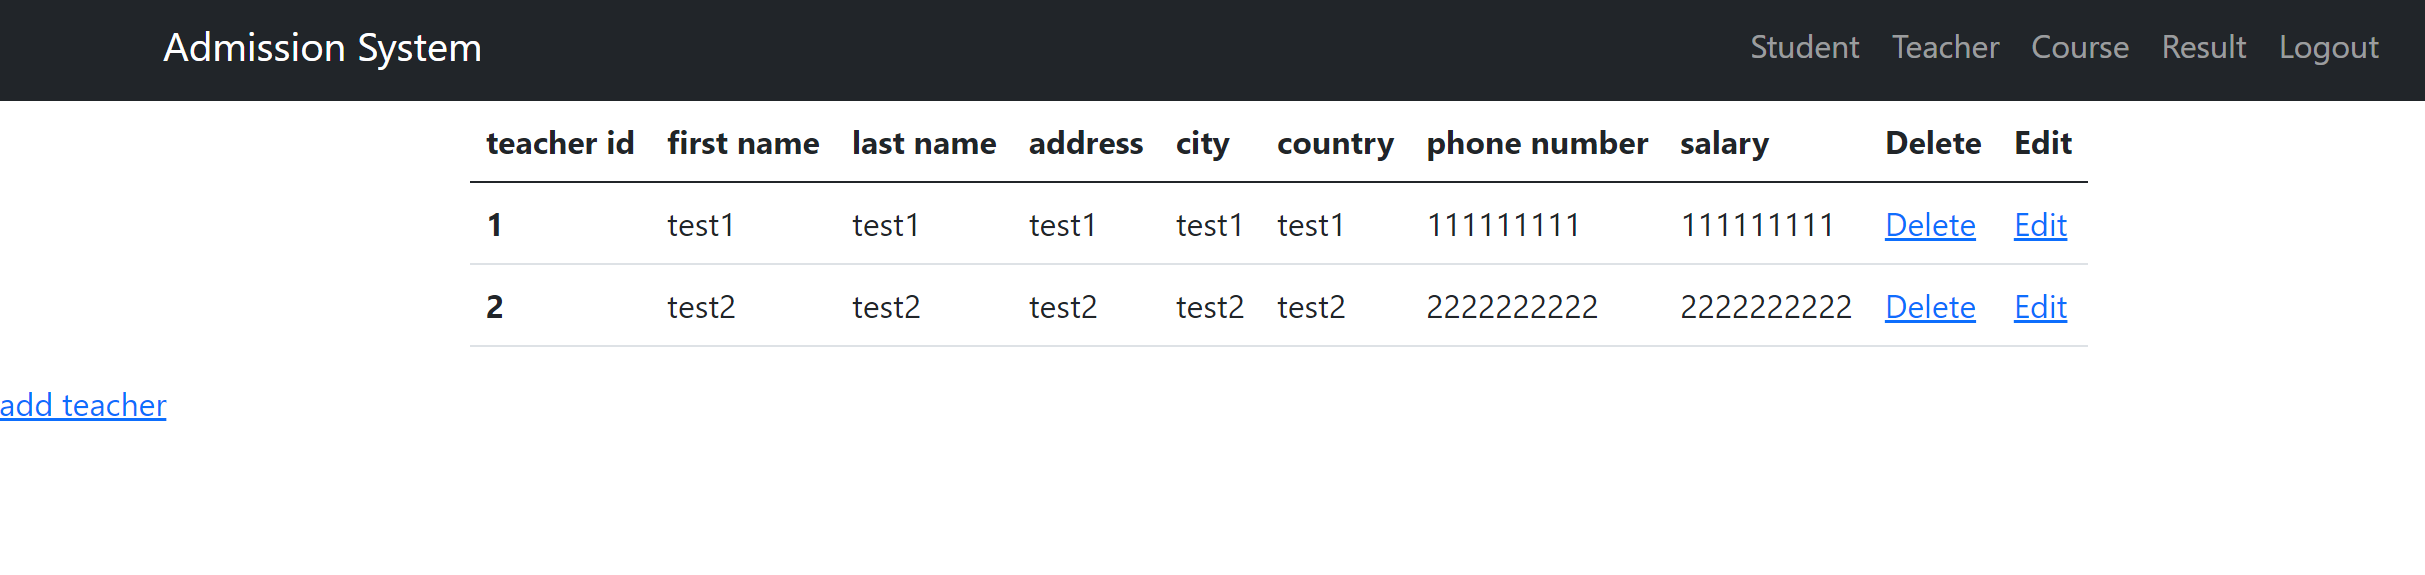 Admission System Student Teacher Course Result Logout
teacher id first name last name address city country phone number salary Delete Edit
1 test1 test1 test1 test1 test1 111111111 111111111 Delete Edit
2 test2 test2 test2 test2 test2 2222222222 2222222222 Delete Edit
add teacher